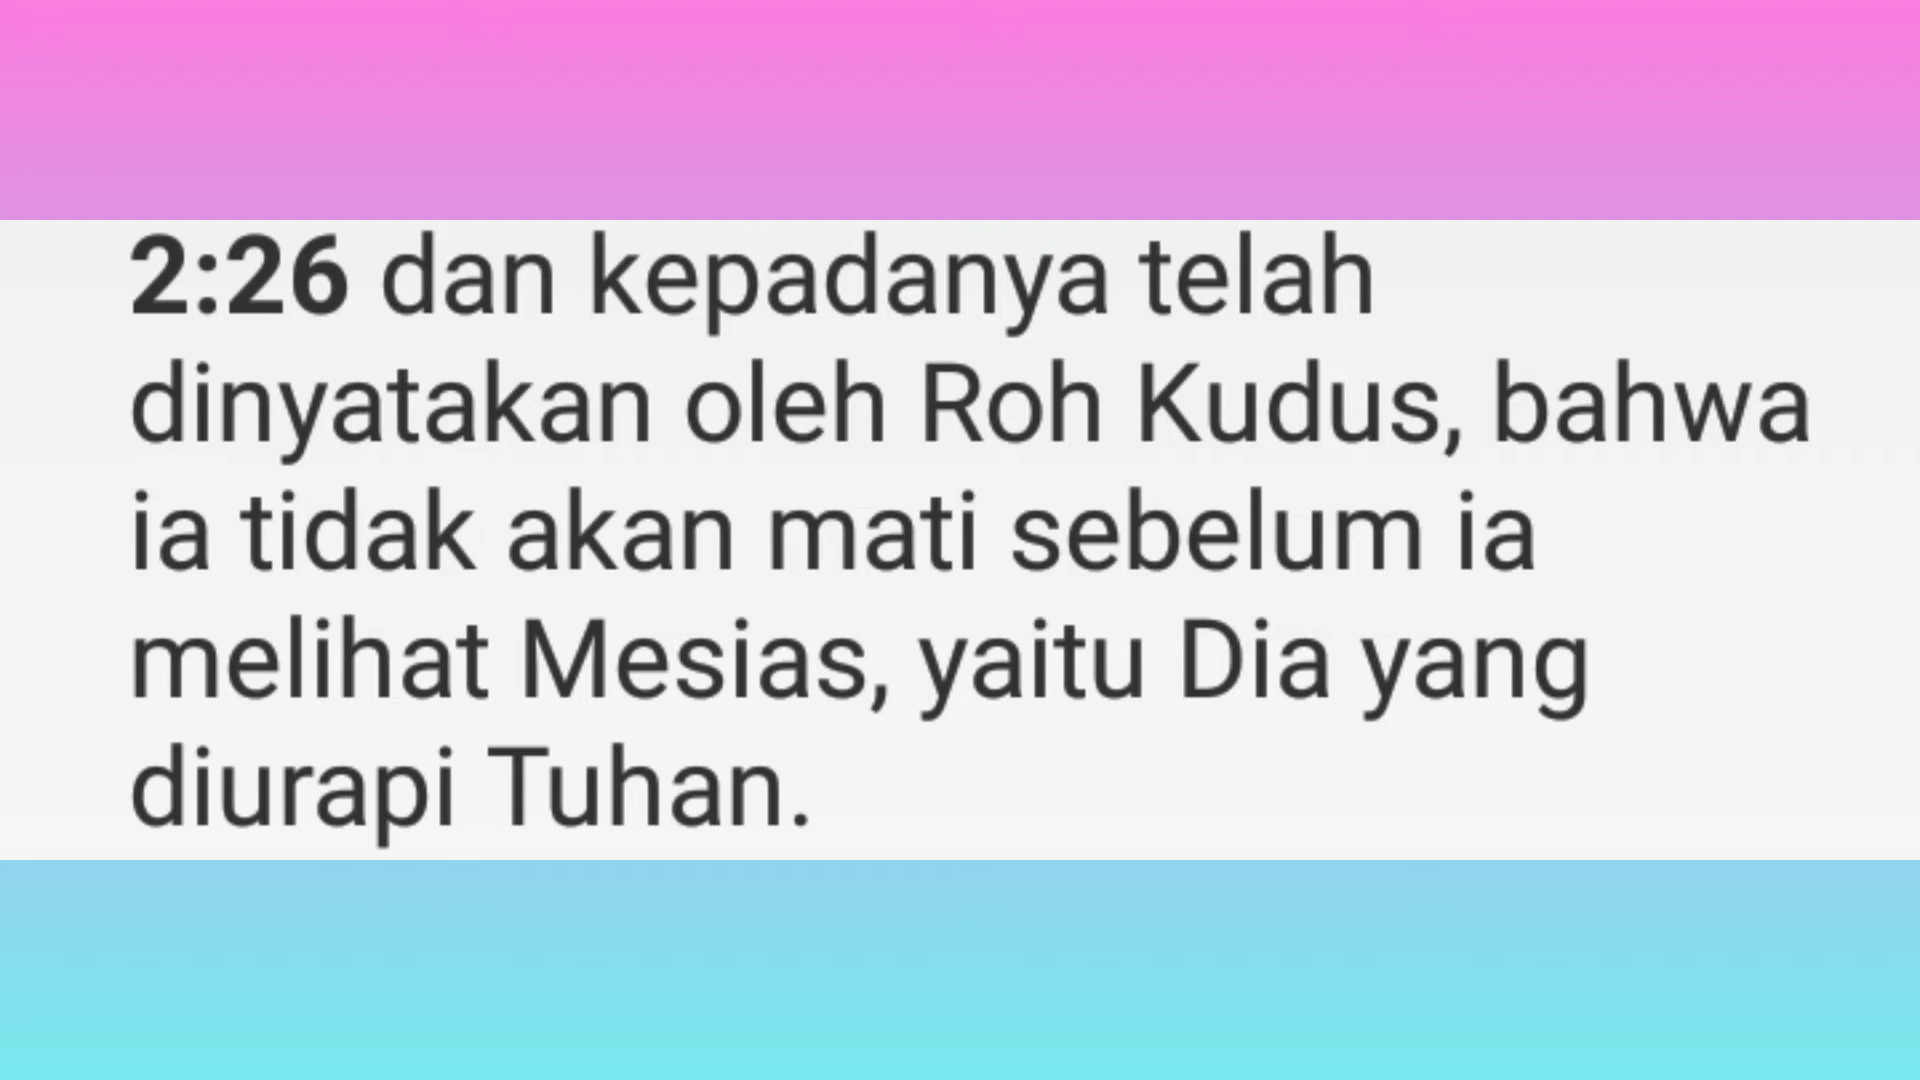 2:26 dan kepadanya telah
dinyatakan oleh Roh Kudus, bahwa
ia tidak akan mati sebelum ia
melihat Mesias, yaitu Dia yang
diurapi Tuhan.